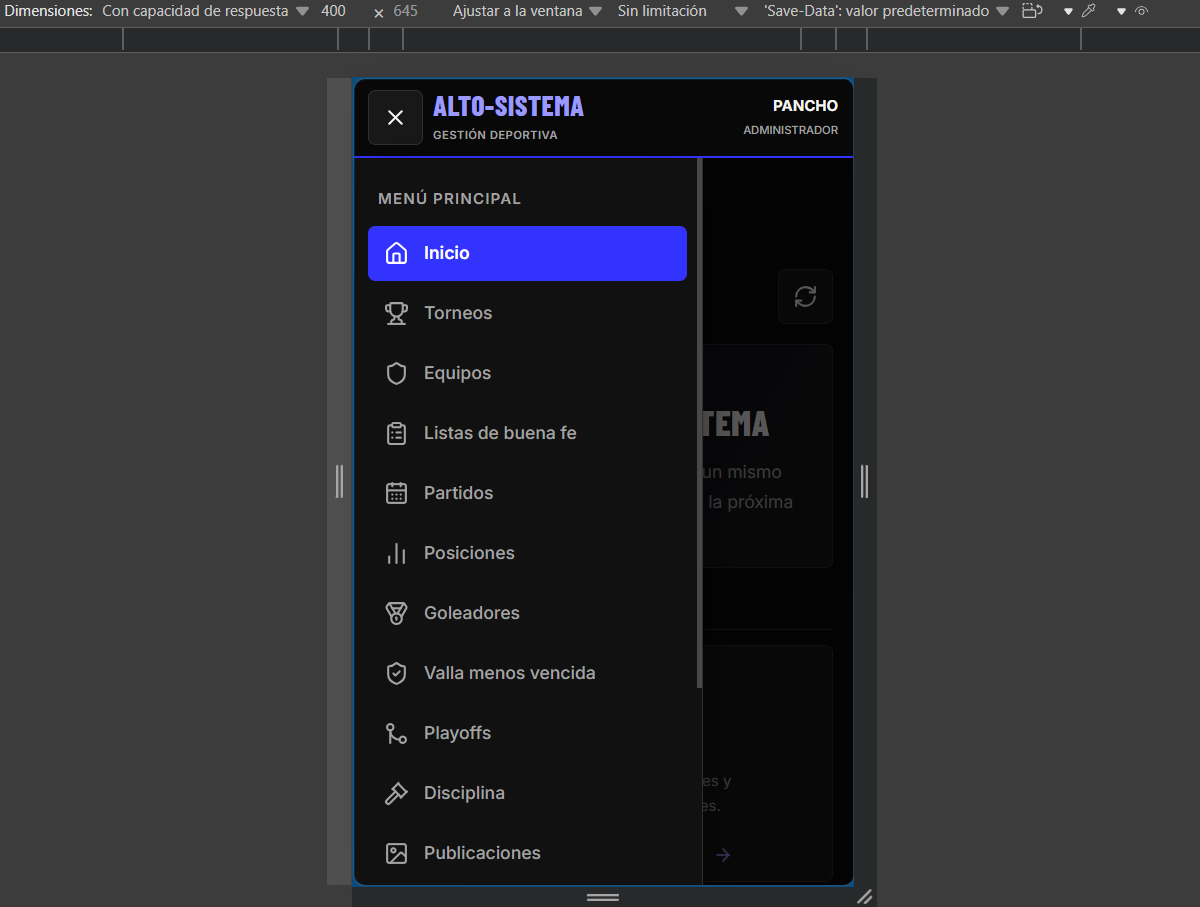 Dimensiones: Con capacidad de respuesta 400 × 645 Ajustar a la ventana Sin limitación 'Save-Data': valor predeterminado
ALTO-SISTEMA
GESTIÓN DEPORTIVA
PANCHO
ADMINISTRADOR
MENÚ PRINCIPAL
Inicio
Torneos
Equipos
Listas de buena fe
Partidos
Posiciones
Goleadores
Valla menos vencida
Playoffs
Disciplina
Publicaciones
TEMA
un mismo
la próxima
es y
es.